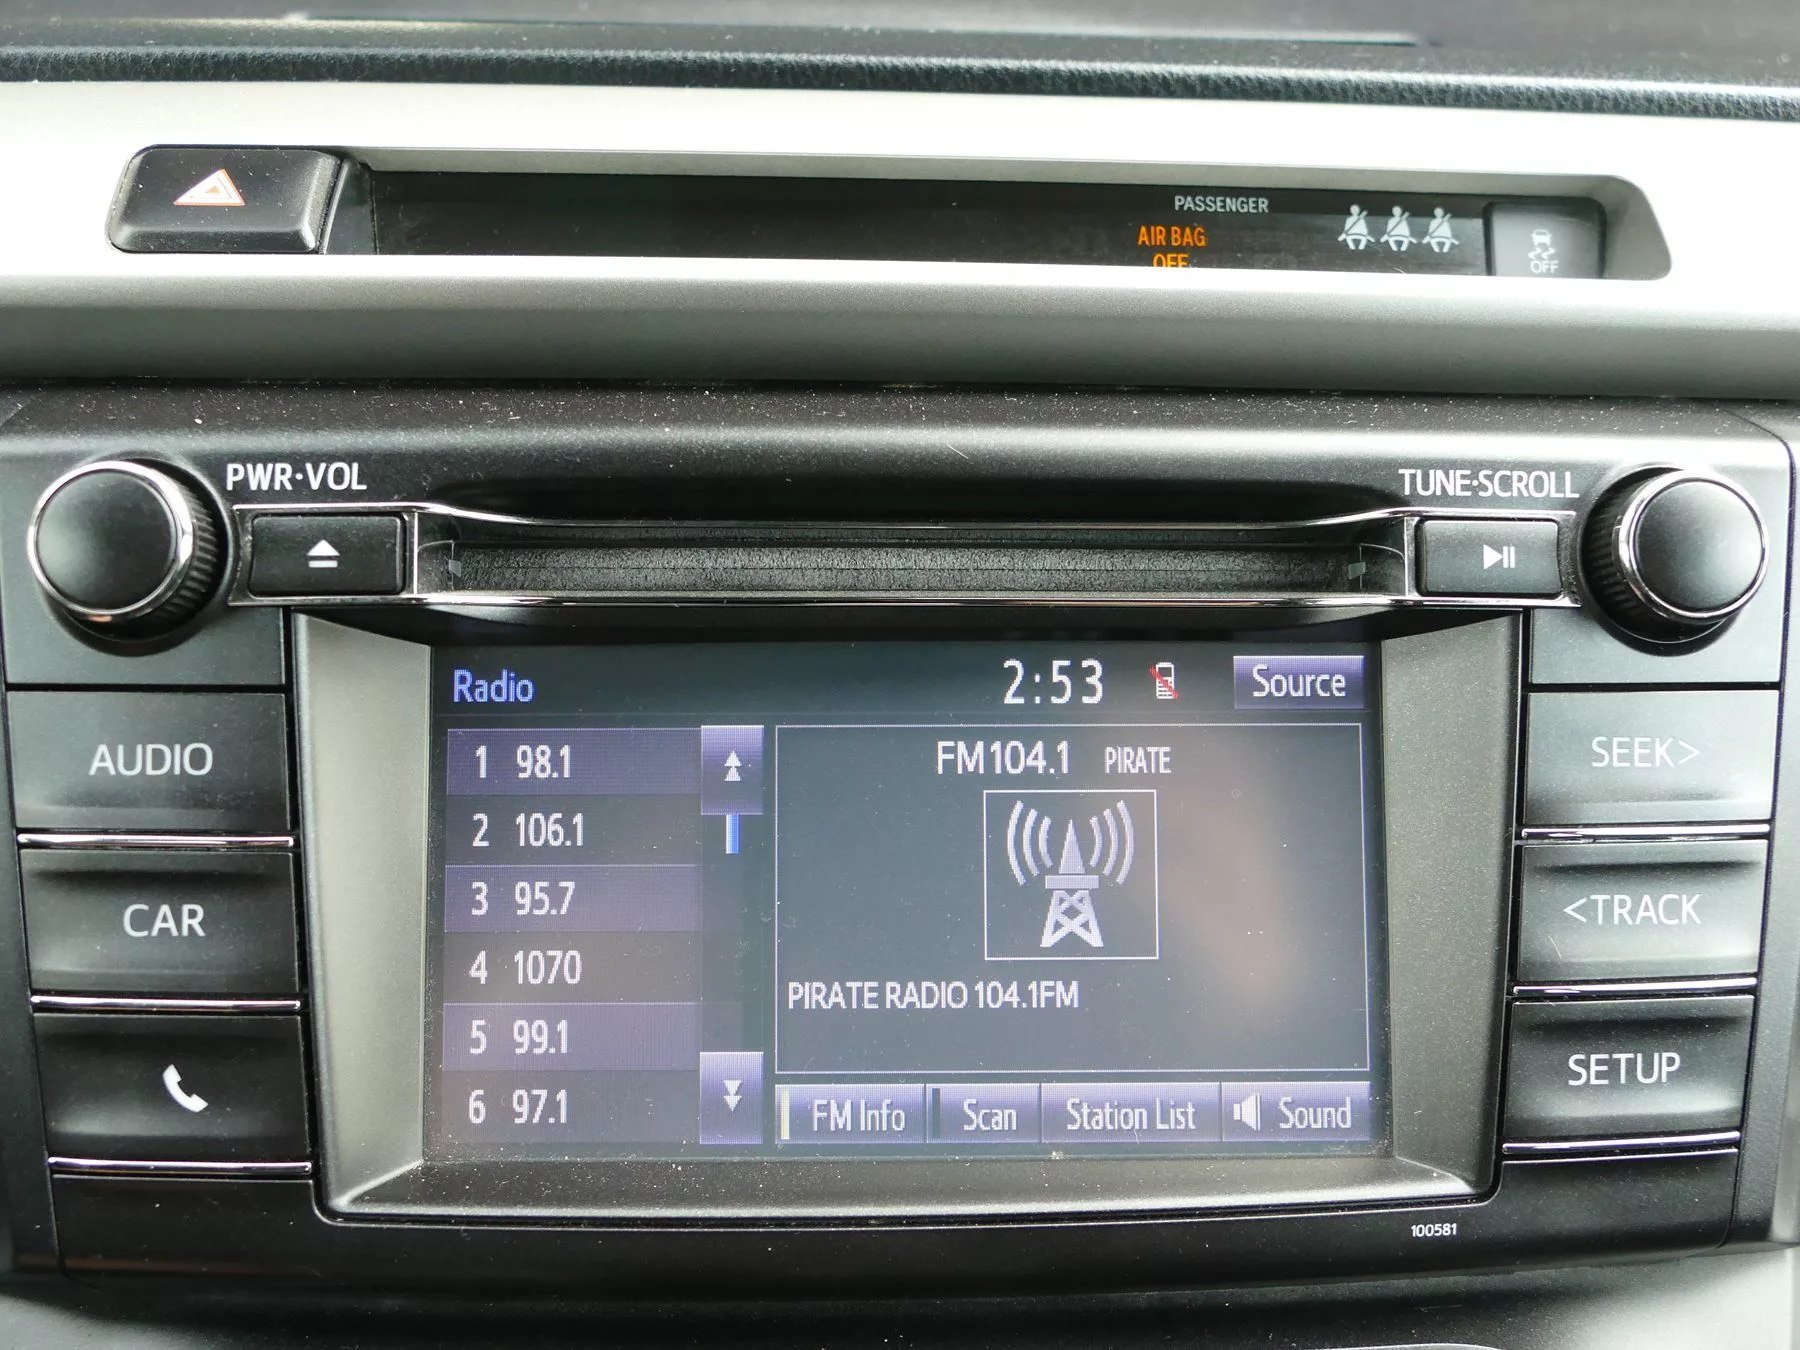 PASSENGER
AIR BAG
OFF
OFF
PWR·VOL
TUNE·SCROLL
AUDIO
CAR
Radio
2:53
Source
1 98.1
2 106.1
3 95.7
4 1070
5 99.1
6 97.1
FM104.1 PIRATE
PIRATE RADIO 104.1FM
FM Info
Scan
Station List
Sound
SEEK>
<TRACK
SETUP
100581